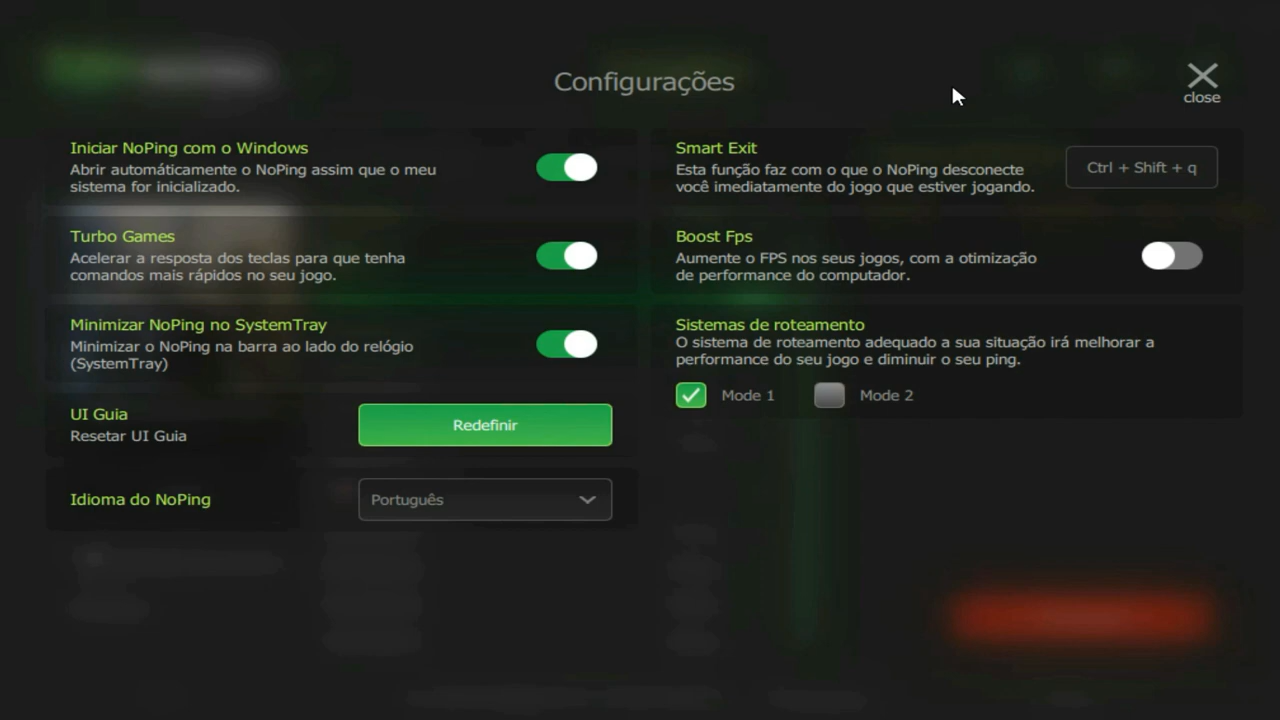 Configurações
close
Iniciar NoPing com o Windows
Abrir automáticamente o NoPing assim que o meu
sistema for inicializado.
Turbo Games
Acelerar a resposta dos teclas para que tenha
comandos mais rápidos no seu jogo.
Minimizar NoPing no SystemTray
Minimizar o NoPing na barra ao lado do relógio
(SystemTray)
UI Guia
Resetar UI Guia
Redefinir
Idioma do NoPing
Português
Smart Exit
Esta função faz com o que o NoPing desconecte
você imediatamente do jogo que estiver jogando.
Ctrl + Shift + q
Boost Fps
Aumente o FPS nos seus jogos, com a otimização
de performance do computador.
Sistemas de roteamento
O sistema de roteamento adequado a sua situação irá melhorar a
performance do seu jogo e diminuir o seu ping.
Mode 1
Mode 2